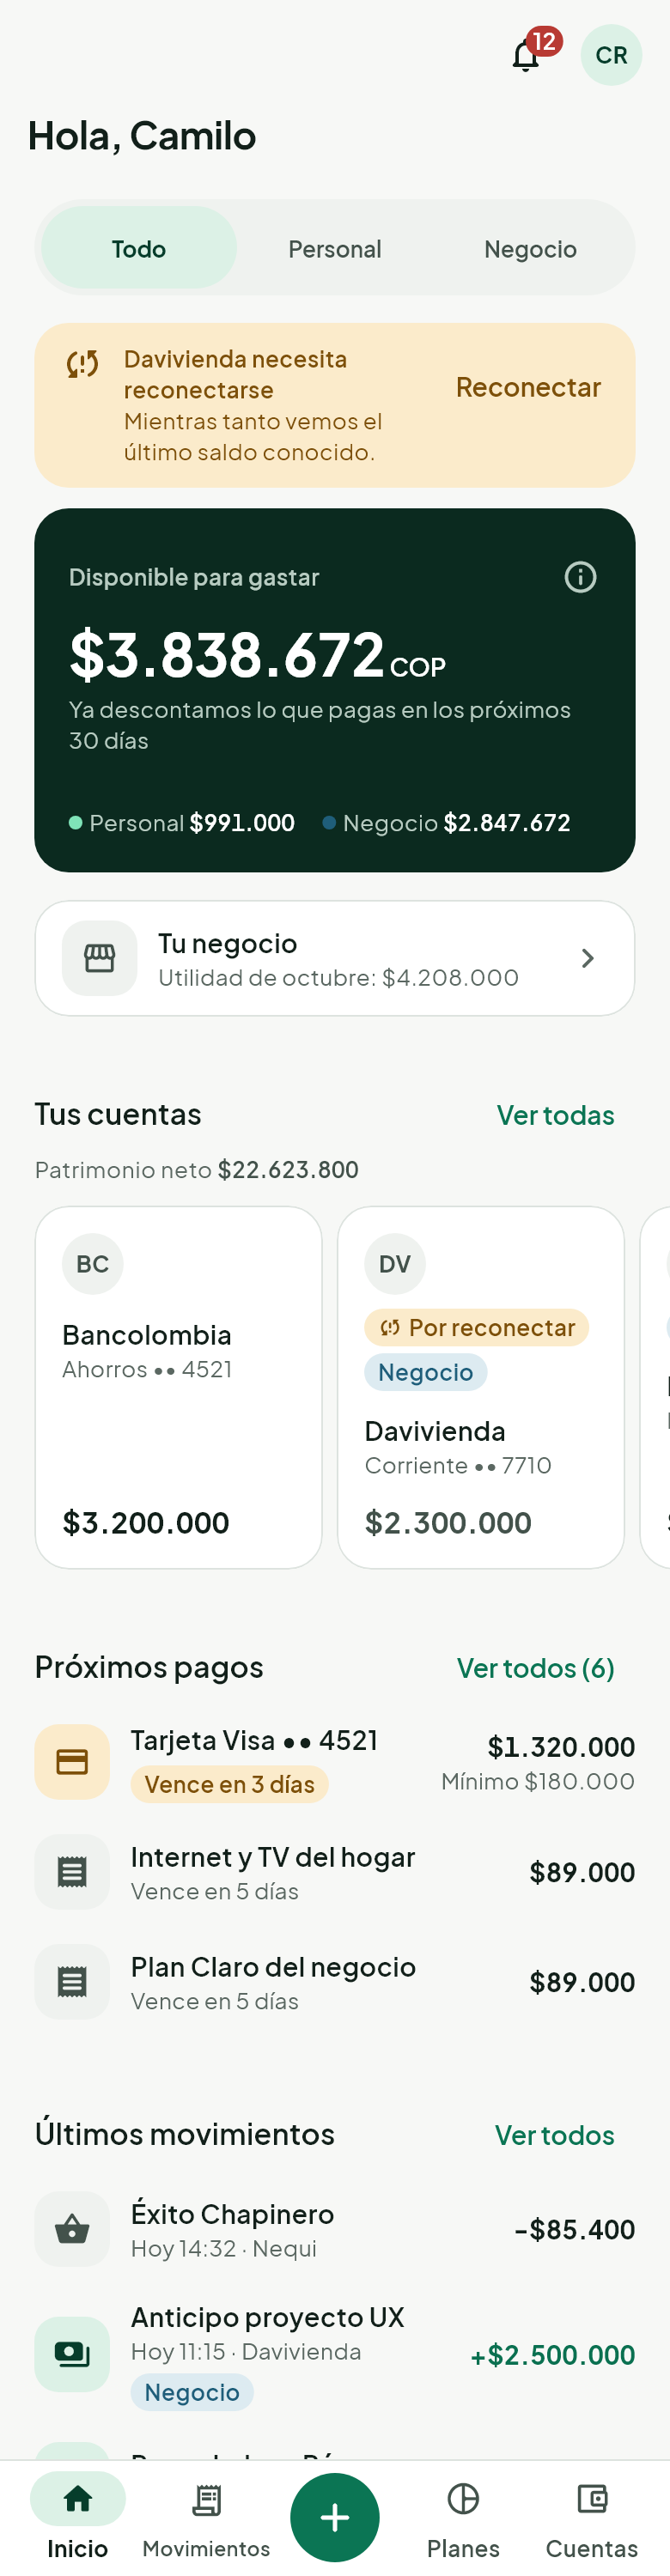 12
CR
Hola, Camilo
Todo
Personal
Negocio
Davivienda necesita
reconectarse
Mientras tanto vemos el
último saldo conocido.
Reconectar
Disponible para gastar
$3.838.672 COP
Ya descontamos lo que pagas en los próximos
30 días
Personal $991.000
Negocio $2.847.672
Tu negocio
Utilidad de octubre: $4.208.000
Tus cuentas
Ver todas
Patrimonio neto $22.623.800
BC
Bancolombia
Ahorros •• 4521
$3.200.000
DV
Por reconectar
Negocio
Davivienda
Corriente •• 7710
$2.300.000
Próximos pagos
Ver todos (6)
Tarjeta Visa •• 4521
Vence en 3 días
$1.320.000
Mínimo $180.000
Internet y TV del hogar
Vence en 5 días
$89.000
Plan Claro del negocio
Vence en 5 días
$89.000
Últimos movimientos
Ver todos
Éxito Chapinero
Hoy 14:32 · Nequi
-$85.400
Anticipo proyecto UX
Hoy 11:15 · Davivienda
Negocio
+$2.500.000
Inicio
Movimientos
Planes
Cuentas